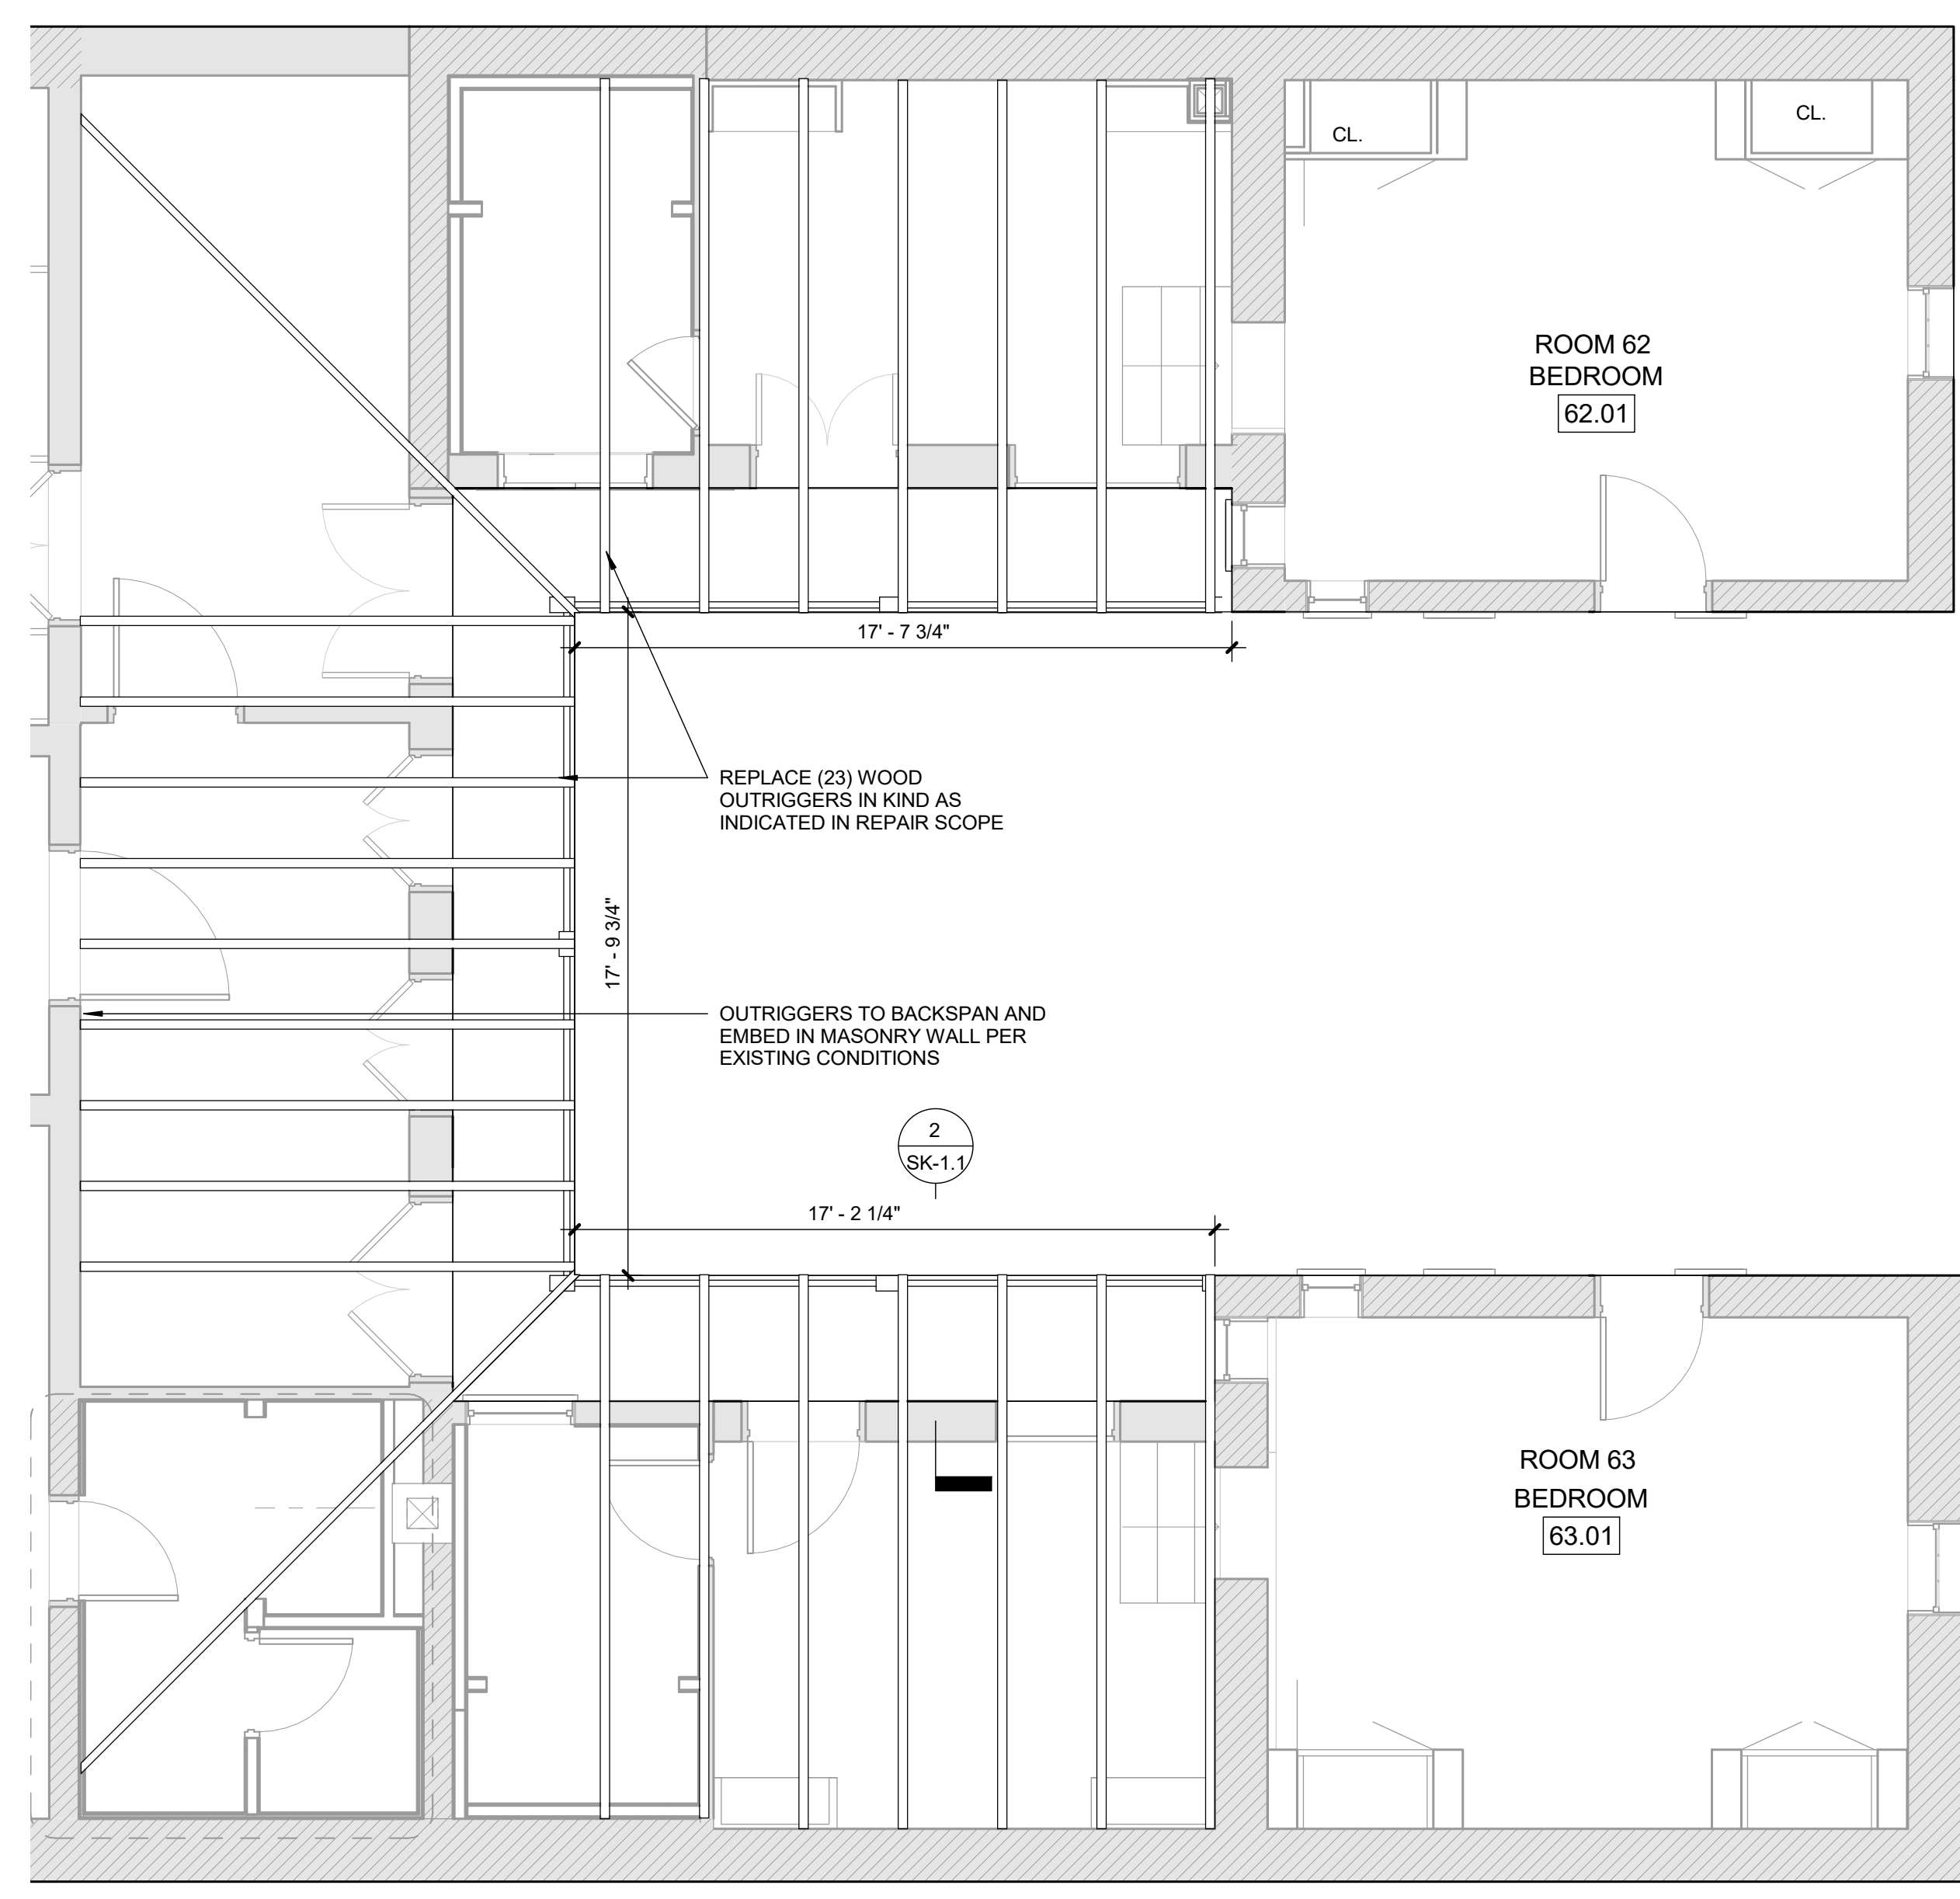 CL.
CL.
ROOM 62
BEDROOM
62.01
17' - 7 3/4"
REPLACE (23) WOOD
OUTRIGGERS IN KIND AS
INDICATED IN REPAIR SCOPE
17' - 9 3/4"
OUTRIGGERS TO BACKSPAN AND
EMBED IN MASONRY WALL PER
EXISTING CONDITIONS
2
SK-1.1
17' - 2 1/4"
ROOM 63
BEDROOM
63.01